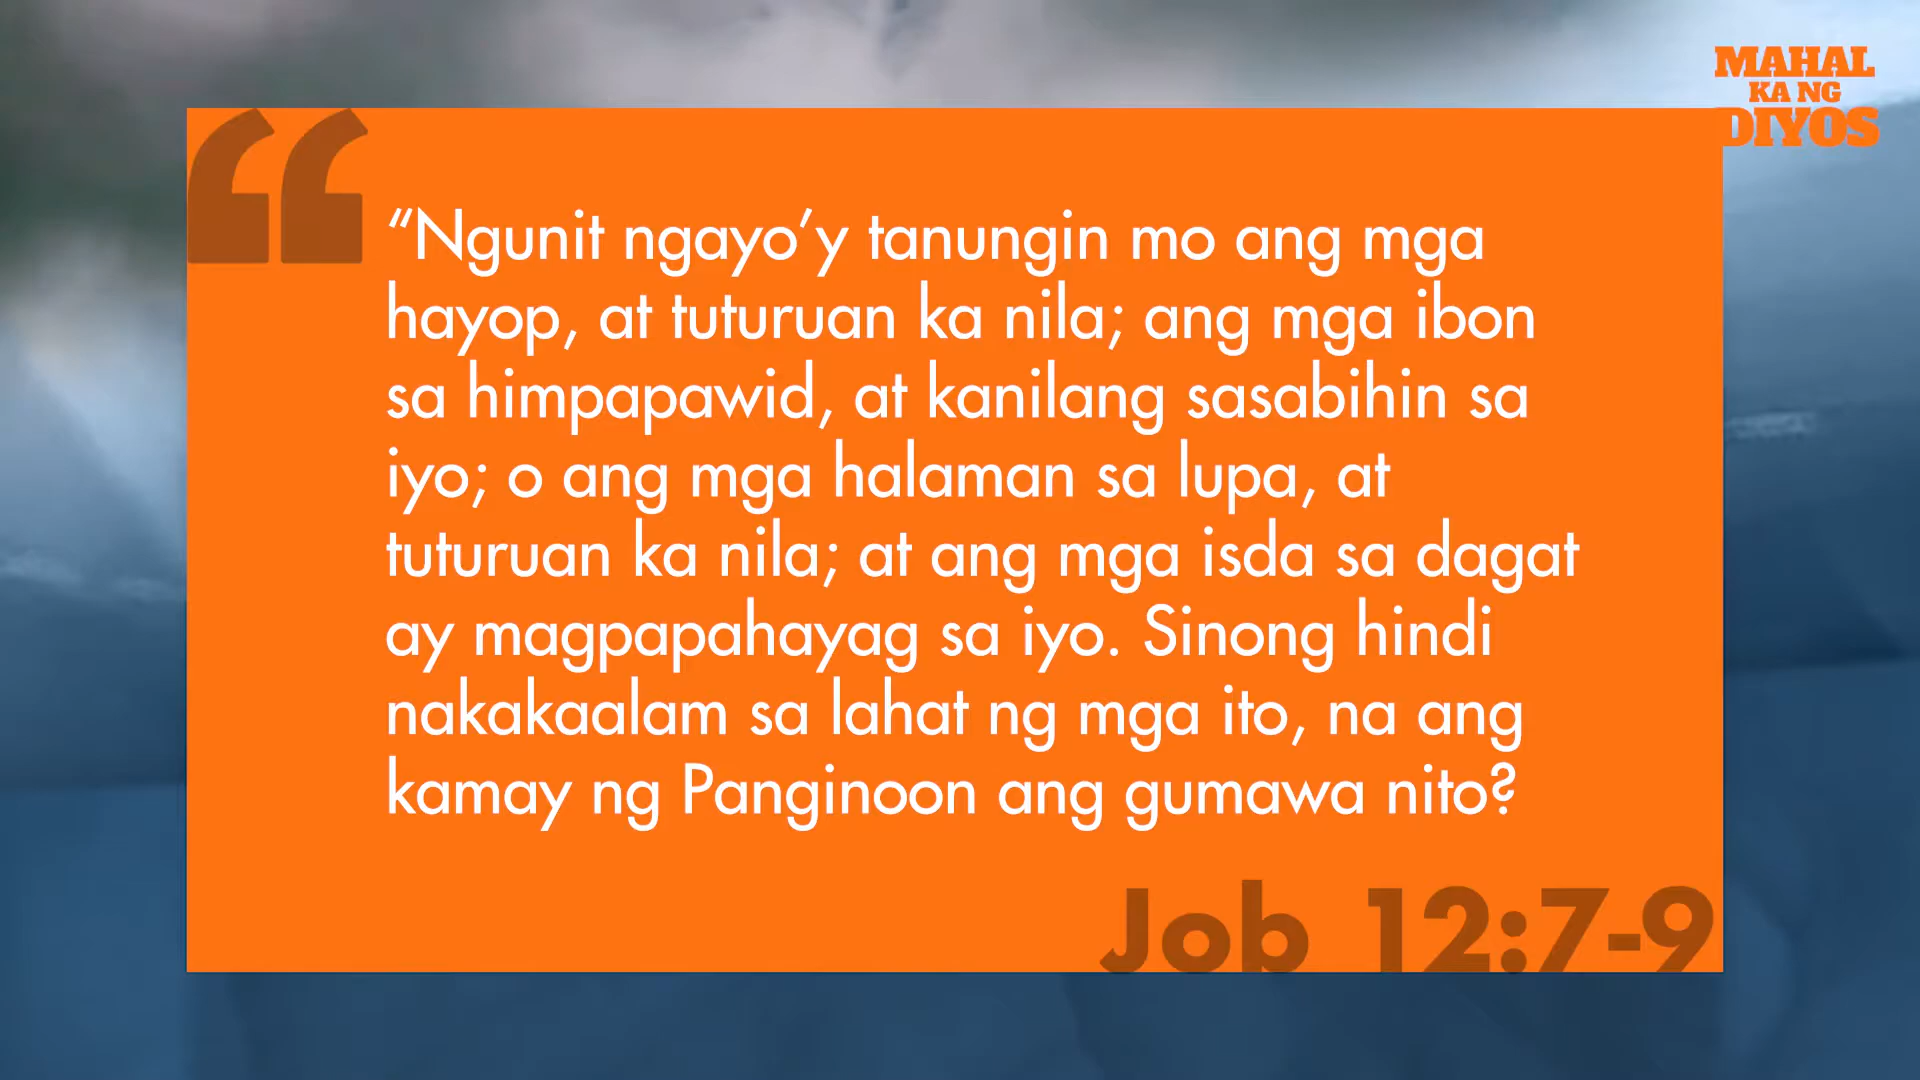 MAHAL
KA NG
DIYOS
“Ngunit ngayo’y tanungin mo ang mga
hayop, at tuturuan ka nila; ang mga ibon
sa himpapawid, at kanilang sasabihin sa
iyo; o ang mga halaman sa lupa, at
tuturuan ka nila; at ang mga isda sa dagat
ay magpapahayag sa iyo. Sinong hindi
nakakaalam sa lahat ng mga ito, na ang
kamay ng Panginoon ang gumawa nito?
Job 12:7-9